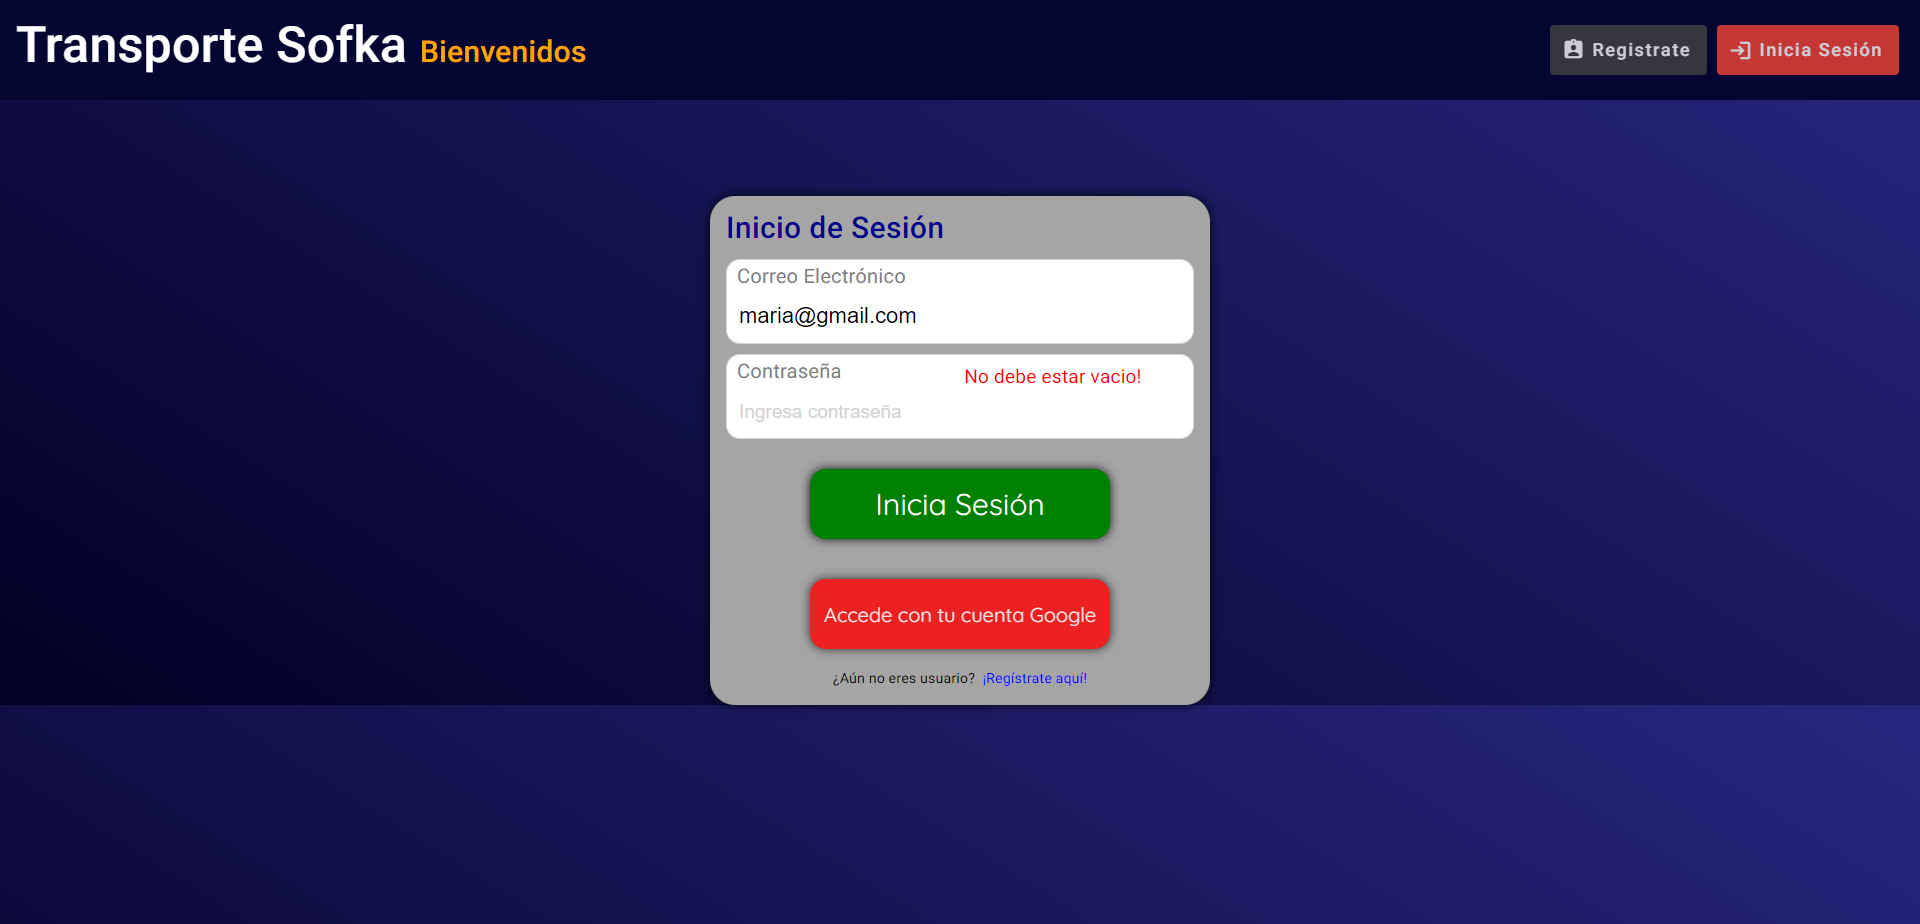 Transporte Sofka Bienvenidos
Registrate
Inicia Sesión
Inicio de Sesión
Correo Electrónico
maria@gmail.com
Contraseña
No debe estar vacio!
Ingresa contraseña
Inicia Sesión
Accede con tu cuenta Google
¿Aún no eres usuario? ¡Regístrate aquí!